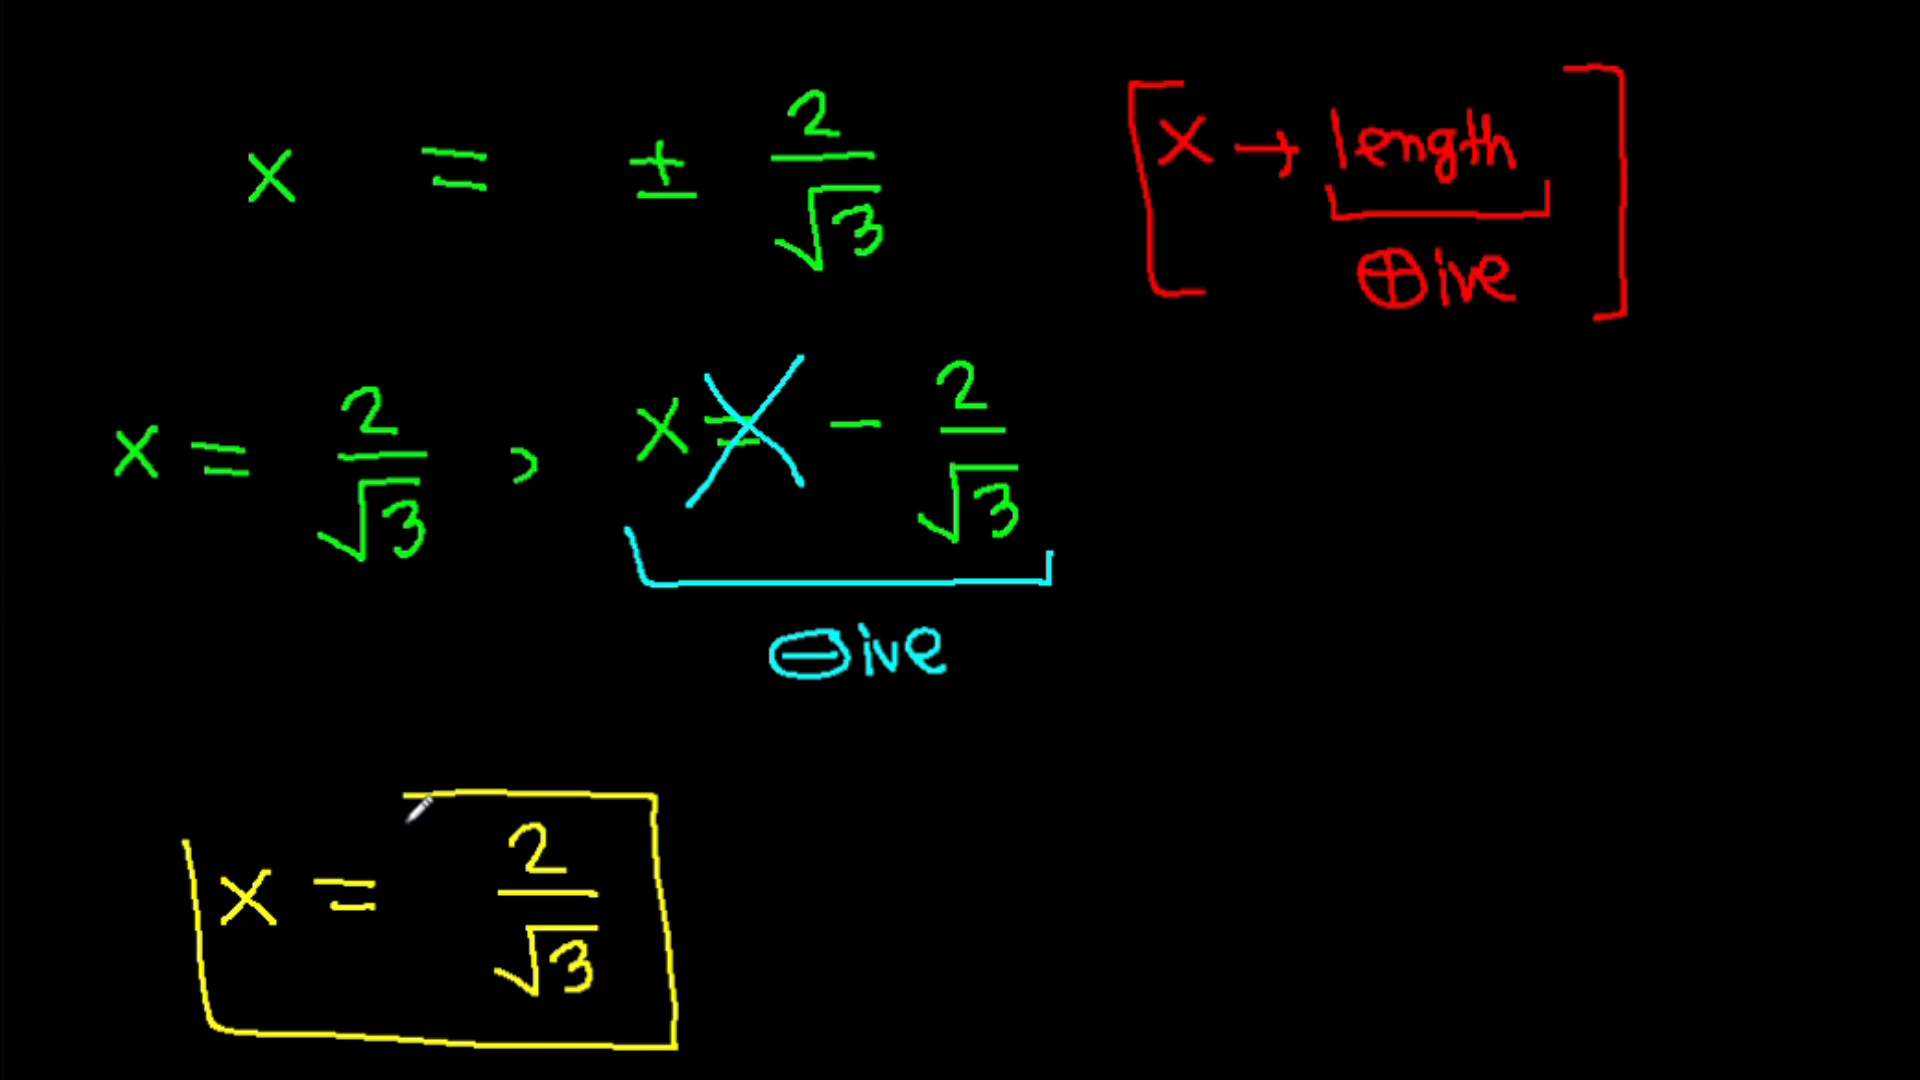 x = ± 2/√3
[x → length]
⊕ive
x = 2/√3 , x = - 2/√3
⊖ive
x = 2/√3